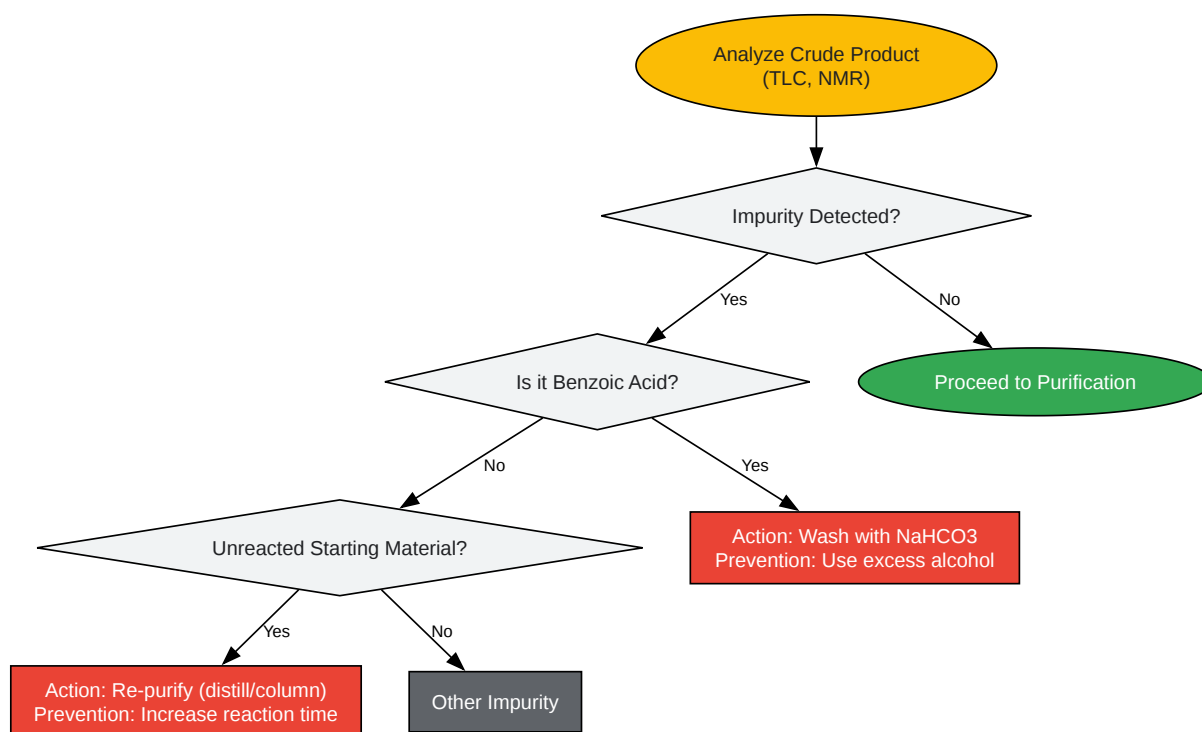 Analyze Crude Product
(TLC, NMR)
Impurity Detected?
Yes
No
Is it Benzoic Acid?
Proceed to Purification
No
Yes
Unreacted Starting Material?
Action: Wash with NaHCO3
Prevention: Use excess alcohol
Yes
No
Action: Re-purify (distill/column)
Prevention: Increase reaction time
Other Impurity